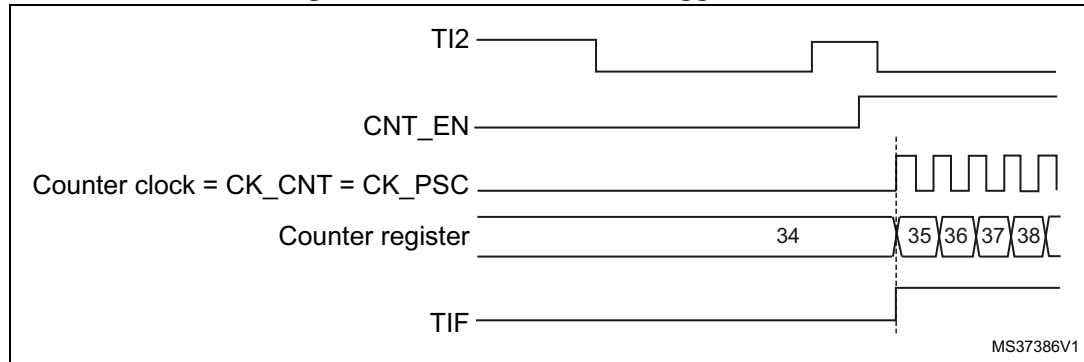 TI2
CNT_EN
Counter clock = CK_CNT = CK_PSC
Counter register 34 35 36 37 38
TIF
MS37386V1